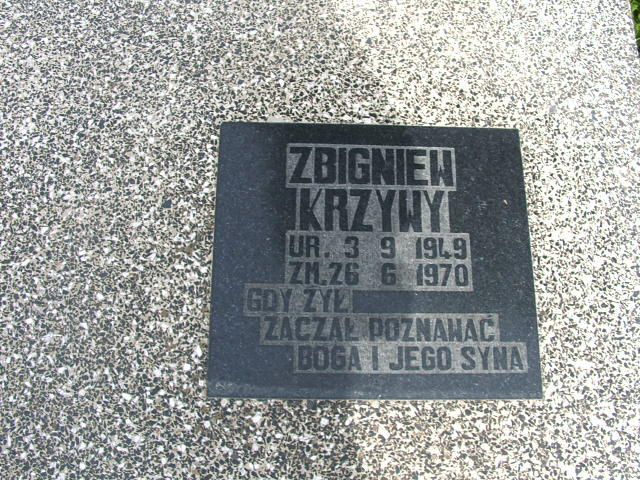 ZBIGNIEW
KRZYWY
UR. 3 9 1949
ZM. 26 6 1970
GDY ŻYŁ
ZACZĄŁ POZNAWAĆ
BOGA I JEGO SYNA